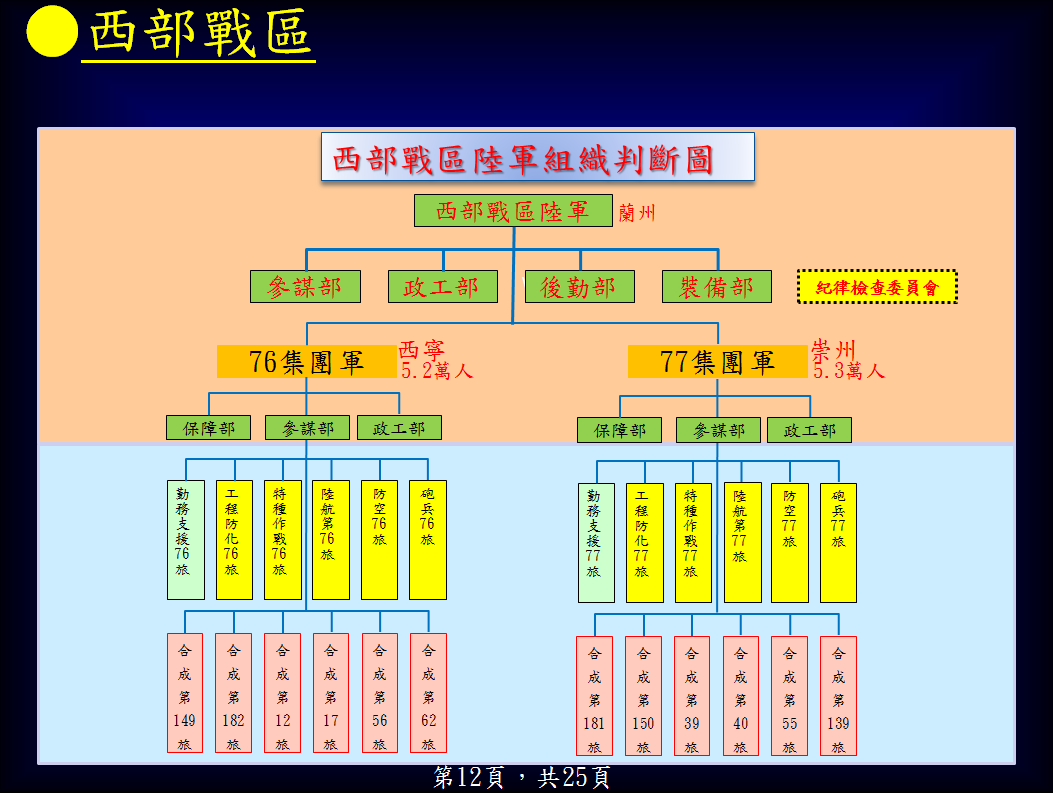 西部戰區
西部戰區陸軍組織判斷圖
西部戰區陸軍 蘭州
參謀部 政工部 後勤部 裝備部 紀律檢查委員會
76集團軍 西寧 5.2萬人
77集團軍 崇州 5.3萬人
保障部 參謀部 政工部
保障部 參謀部 政工部
勤務支援76旅
工程防化76旅
特種作戰76旅
陸航第76旅
防空76旅
砲兵76旅
勤務支援77旅
工程防化77旅
特種作戰77旅
陸航第77旅
防空77旅
砲兵77旅
合成第149旅
合成第182旅
合成第12旅
合成第17旅
合成第56旅
合成第62旅
合成第181旅
合成第150旅
合成第39旅
合成第40旅
合成第55旅
合成第139旅
第12頁，共25頁